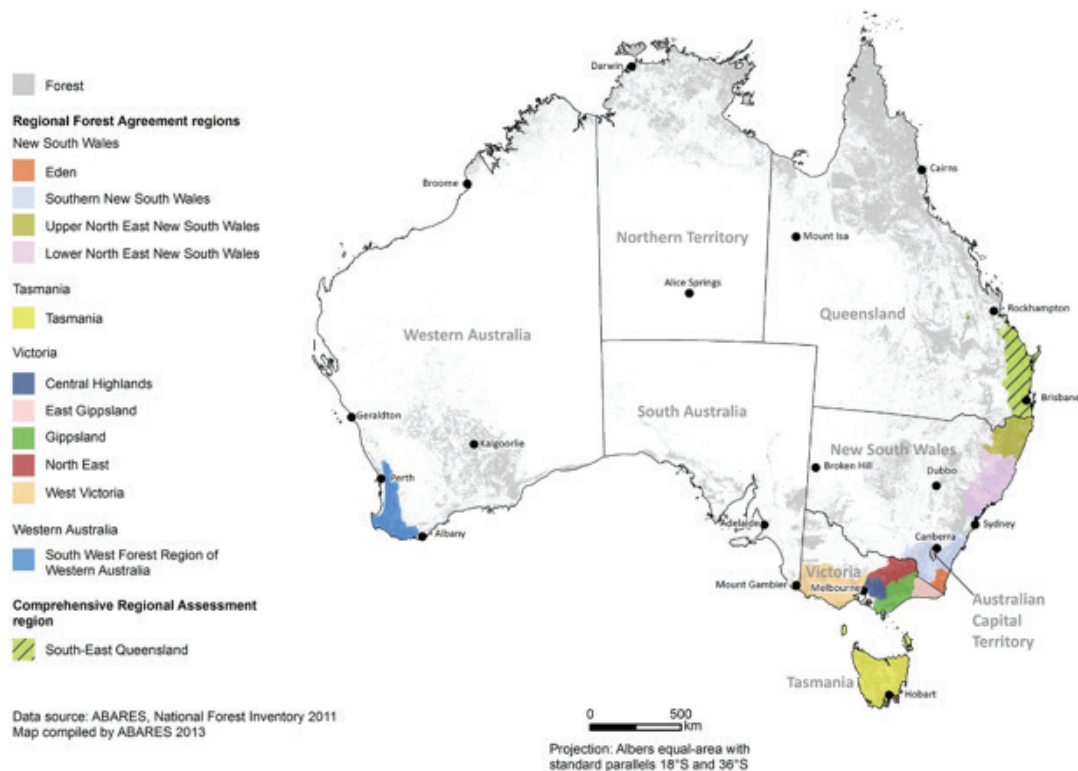 Forest
Regional Forest Agreement regions
New South Wales
Eden
Southern New South Wales
Upper North East New South Wales
Lower North East New South Wales
Tasmania
Tasmania
Victoria
Central Highlands
East Gippsland
Gippsland
North East
West Victoria
Western Australia
South West Forest Region of
Western Australia
Comprehensive Regional Assessment
region
South-East Queensland
Data source: ABARES, National Forest Inventory 2011
Map compiled by ABARES 2013
Darwin
Broome
Cairns
Northern Territory
Mount Isa
Alice Springs
Rockhampton
Queensland
Western Australia
Brisbane
South Australia
Geraldton
Kalgoorlie
New South Wales
Broken Hill
Dubbo
Perth
Albany
Adelaide
Sydney
Canberra
Victoria
Mount Gambier
Melbourne
Australian
Capital
Territory
Tasmania
Hobart
0 500
km
Projection: Albers equal-area with
standard parallels 18°S and 36°S